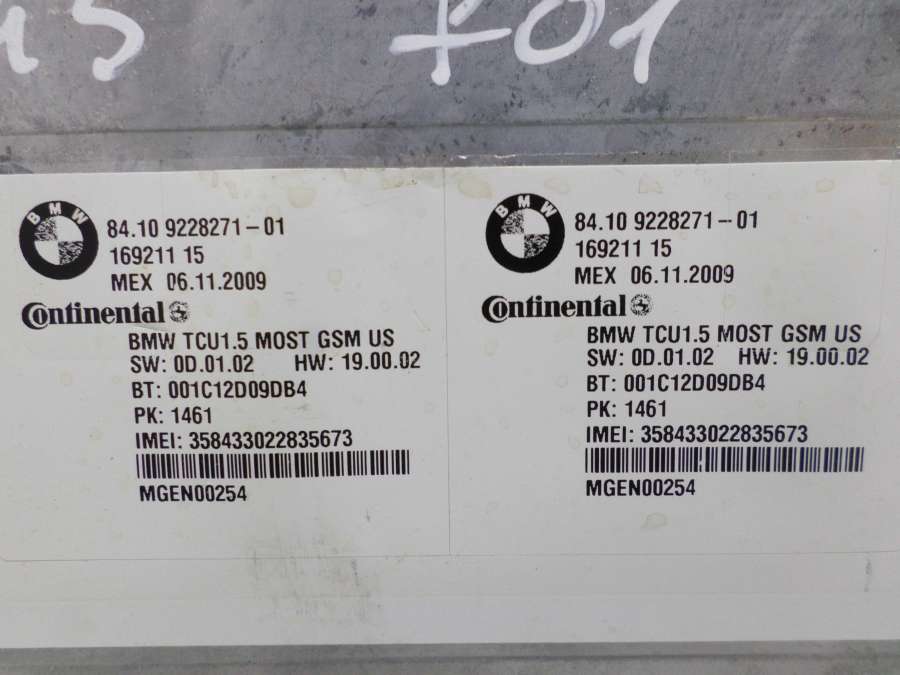 F01
BMW
84.10 9228271-01
169211 15
MEX 06.11.2009
Continental
BMW TCU1.5 MOST GSM US
SW: 0D.01.02 HW: 19.00.02
BT: 001C12D09DB4
PK: 1461
IMEI: 358433022835673
MGEN00254
BMW
84.10 9228271-01
169211 15
MEX 06.11.2009
Continental
BMW TCU1.5 MOST GSM US
SW: 0D.01.02 HW: 19.00.02
BT: 001C12D09DB4
PK: 1461
IMEI: 358433022835673
MGEN00254